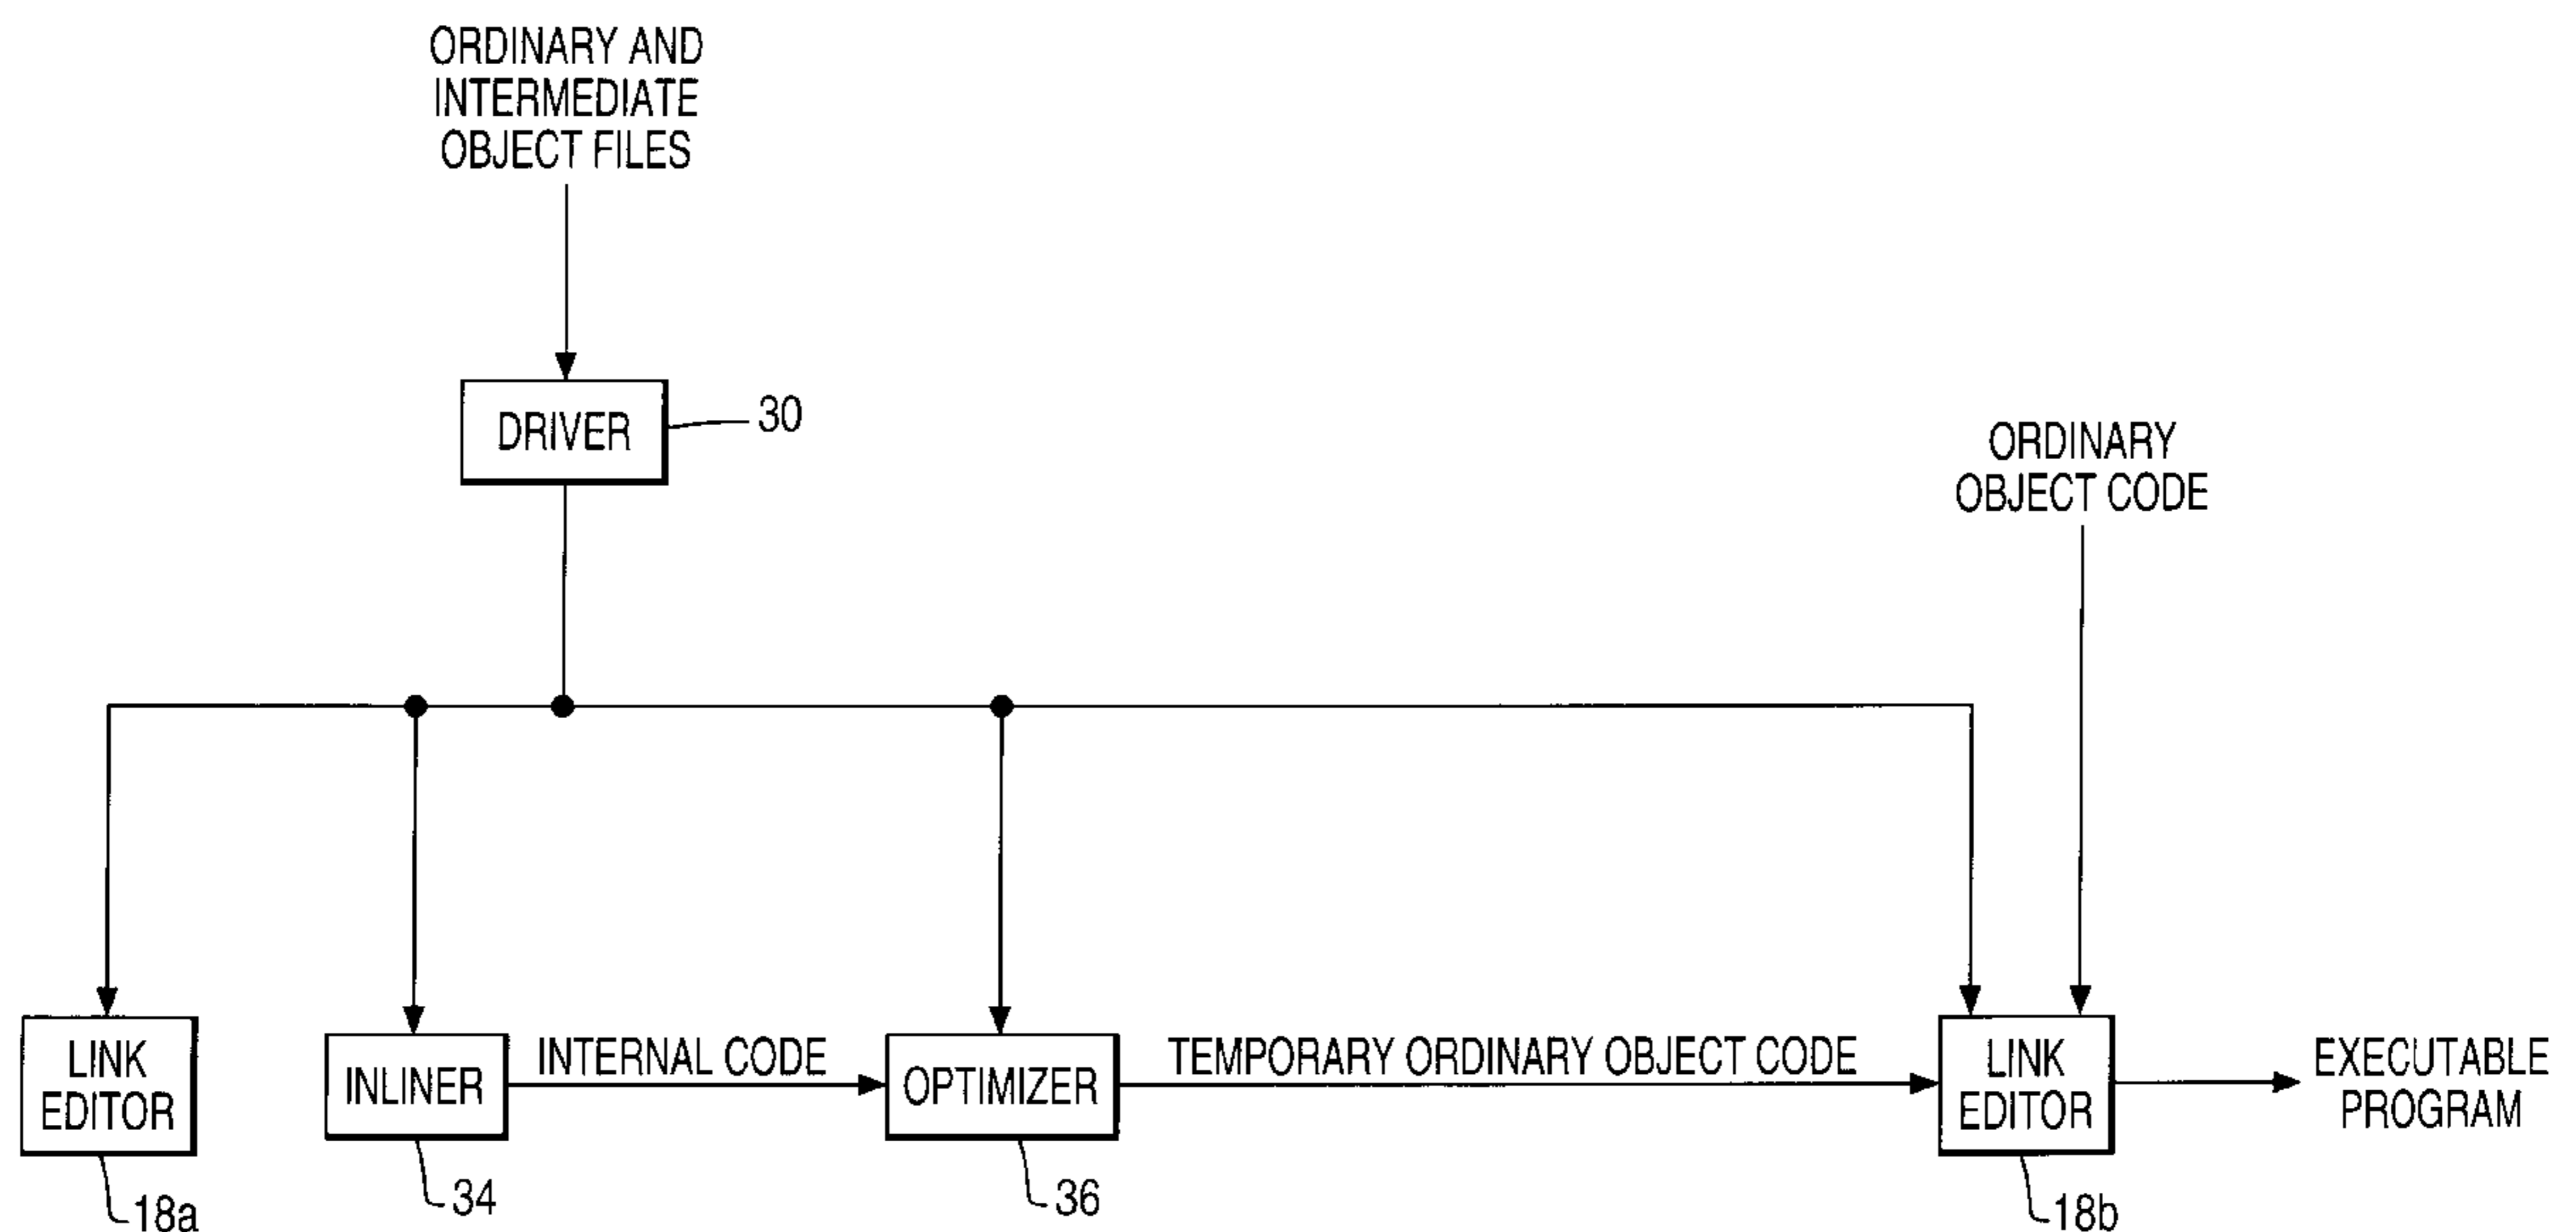 ORDINARY AND
INTERMEDIATE
OBJECT FILES
DRIVER
30
ORDINARY
OBJECT CODE
LINK
EDITOR
18a
INLINER
34
INTERNAL CODE
OPTIMIZER
36
TEMPORARY ORDINARY OBJECT CODE
LINK
EDITOR
18b
EXECUTABLE
PROGRAM